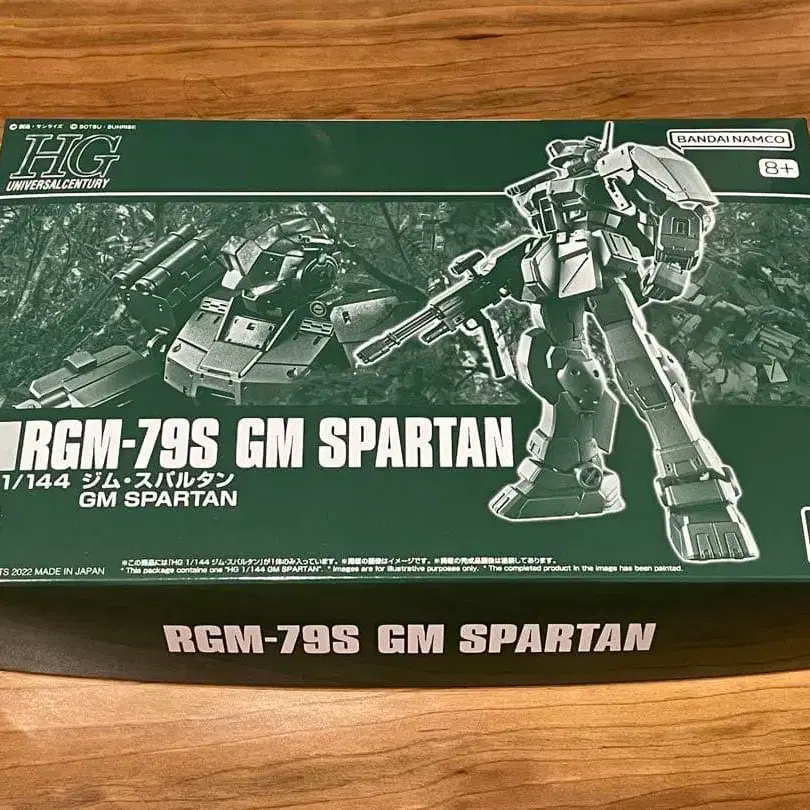 ©創通・サンライズ ©SOTSU・SUNRISE
HG
UNIVERSAL CENTURY
BANDAI NAMCO
8+
RGM-79S GM SPARTAN
1/144 ジム・スパルタン
GM SPARTAN
TS 2022 MADE IN JAPAN
*この商品には「HG 1/144 ジム・スパルタン」が1体のみ入っています。*掲載の画像はイメージです。*掲載の完成品画像は塗装してあります。
* This package contains one "HG 1/144 GM SPARTAN". * Images are for illustrative purposes only. * The completed product in the image has been painted.
RGM-79S GM SPARTAN